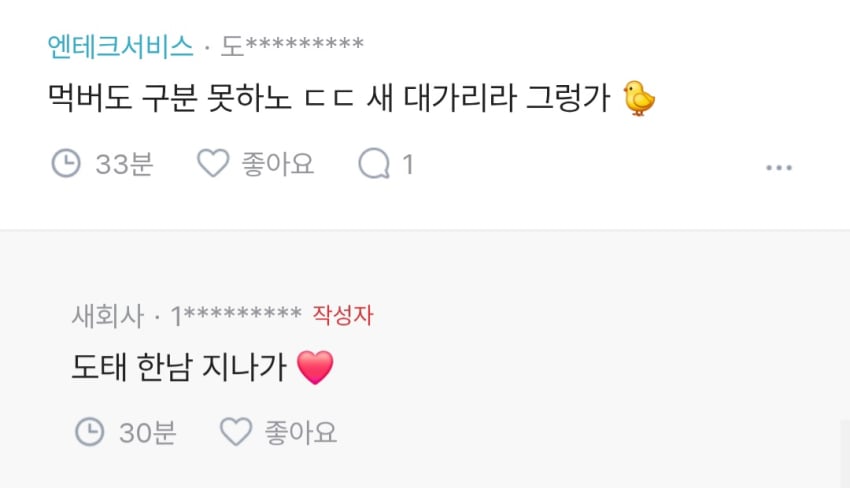 엔테크서비스 · 도*********
먹버도 구분 못하노 ㄷㄷ 새 대가리라 그렁가 🐤
33분 좋아요 1
새회사 · 1********* 작성자
도태 한남 지나가 ❤️
30분 좋아요